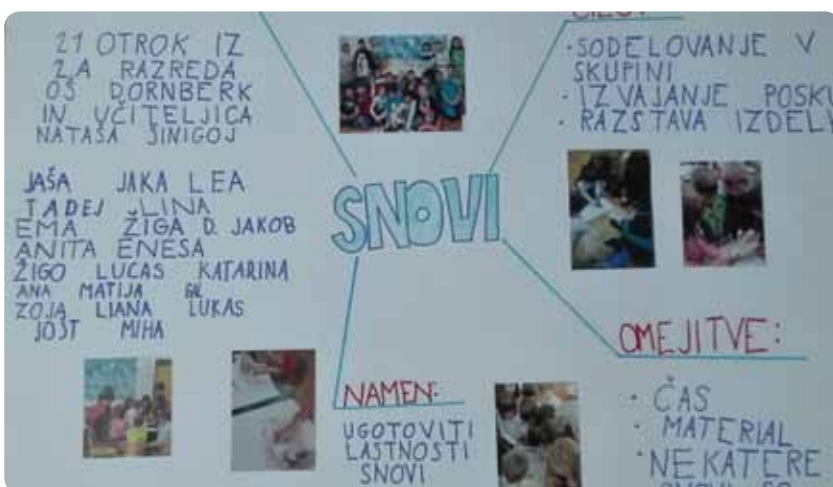 21 OTROK IZ
2.A RAZREDA
OŠ DORNBERK
IN UČITELJICA
NATAŠA ŠINIGOJ
JAŠA JAKA LEA
TADEJ LINA
EMA ŽIGA D. JAKOB
ANITA ENESA
ŽIGO LUCAS KATARINA
ANA MATIJA GIL
ZOJA LIANA LUKAS
JOŠT MIHA
SNOVI
• SODELOVANJE V
SKUPINI
• IZVAJANJE
• RAZSTAVA
OMEJITVE:
• ČAS
• MATERIAL
• NEKATERE
NAMEN:
UGOTOVITI
LASTNOSTI
SNOVI